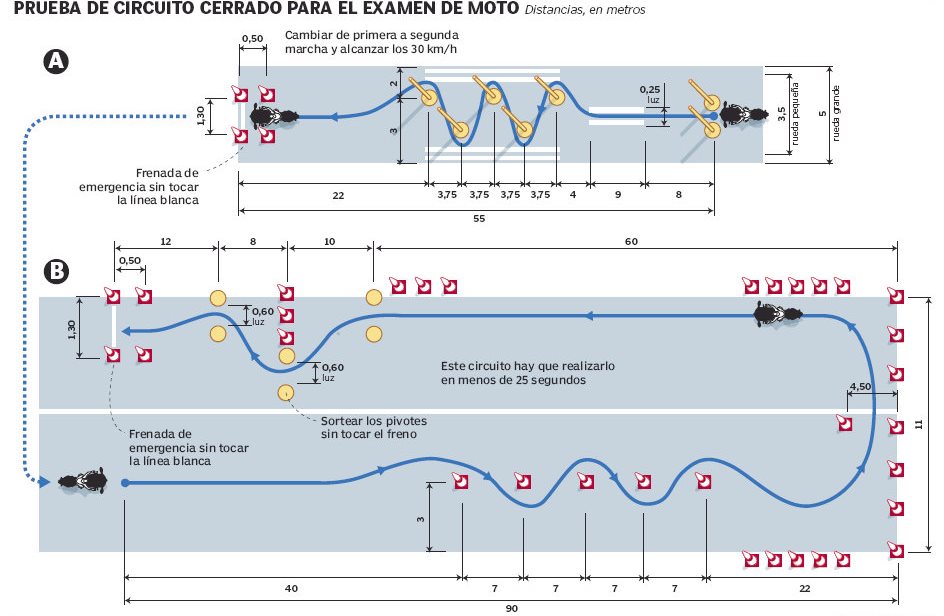 PRUEBA DE CIRCUITO CERRADO PARA EL EXAMEN DE MOTO Distancias, en metros
A
0,50
Cambiar de primera a segunda
marcha y alcanzar los 30 km/h
1,30
2
3
0,25
luz
3,5
rueda pequeña
5
rueda grande
Frenada de
emergencia sin tocar
la línea blanca
22
3,75
3,75
3,75
3,75
4
9
8
55
B
12
8
10
60
0,50
1,30
0,60
luz
0,60
luz
Este circuito hay que realizarlo
en menos de 25 segundos
4,50
11
Sortear los pivotes
sin tocar el freno
Frenada de
emergencia sin tocar
la línea blanca
3
40
7
7
7
7
22
90